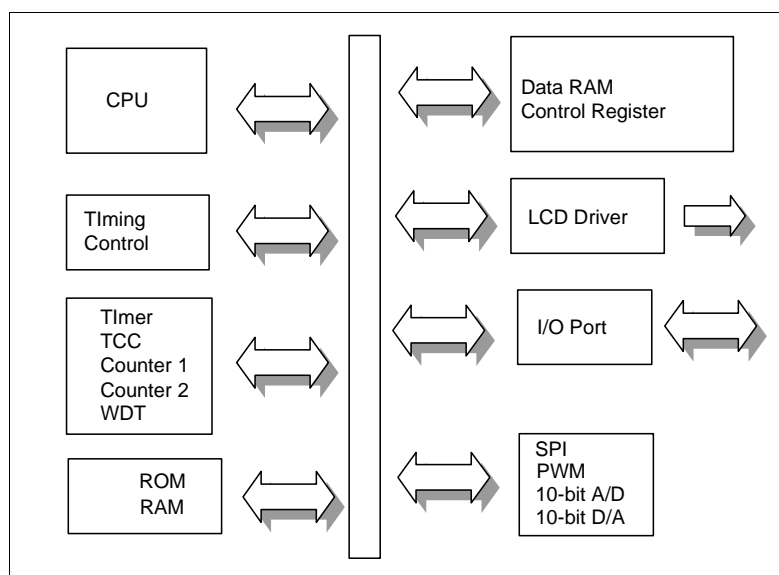 CPU
TIming
Control
TImer
TCC
Counter 1
Counter 2
WDT
ROM
RAM
Data RAM
Control Register
LCD Driver
I/O Port
SPI
PWM
10-bit A/D
10-bit D/A